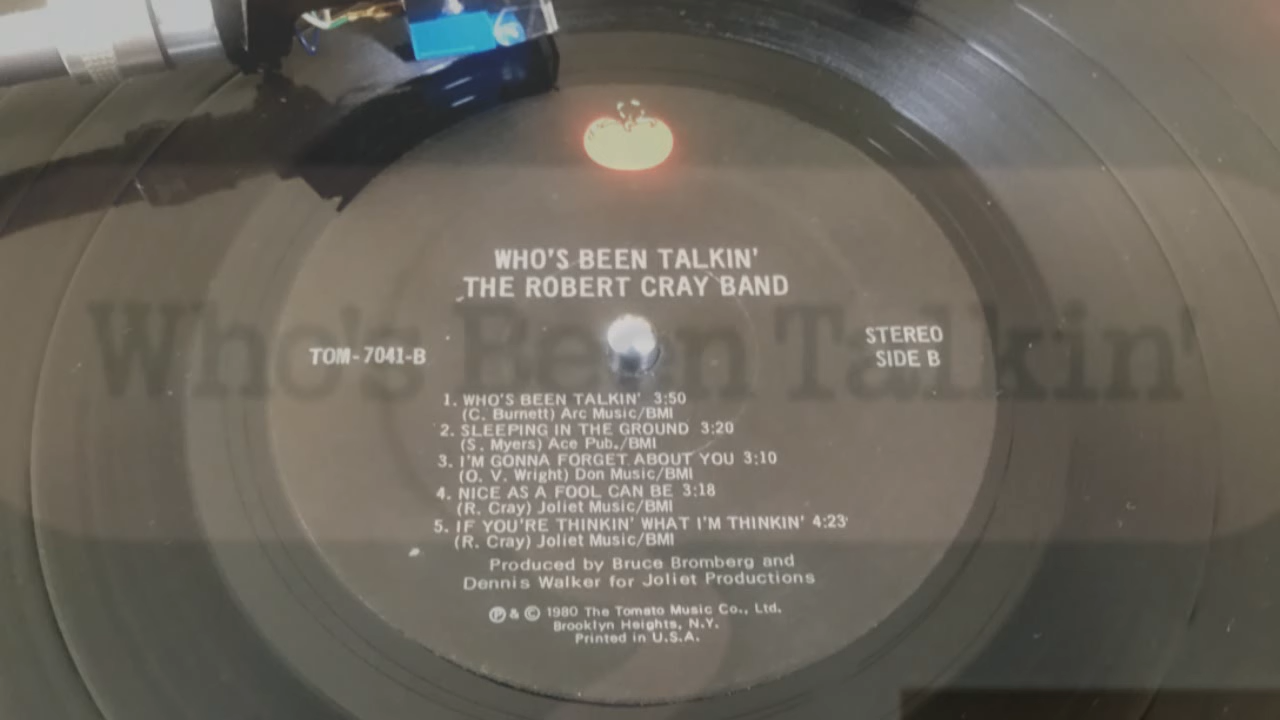 WHO'S BEEN TALKIN'
THE ROBERT CRAY BAND
Who's Been Talkin'
STEREO
TOM-7041-B
SIDE B
1. WHO'S BEEN TALKIN' 3:50
(C. Burnett) Arc Music/BMI
2. SLEEPING IN THE GROUND 3:20
(S. Myers) Ace Pub./BMI
3. I'M GONNA FORGET ABOUT YOU 3:10
(O. V. Wright) Don Music/BMI
4. NICE AS A FOOL CAN BE 3:18
(R. Cray) Joliet Music/BMI
5. IF YOU'RE THINKIN' WHAT I'M THINKIN' 4:23
(R. Cray) Joliet Music/BMI
Produced by Bruce Bromberg and
Dennis Walker for Joliet Productions
℗ & © 1980 The Tomato Music Co., Ltd.
Brooklyn Heights, N.Y.
Printed in U.S.A.